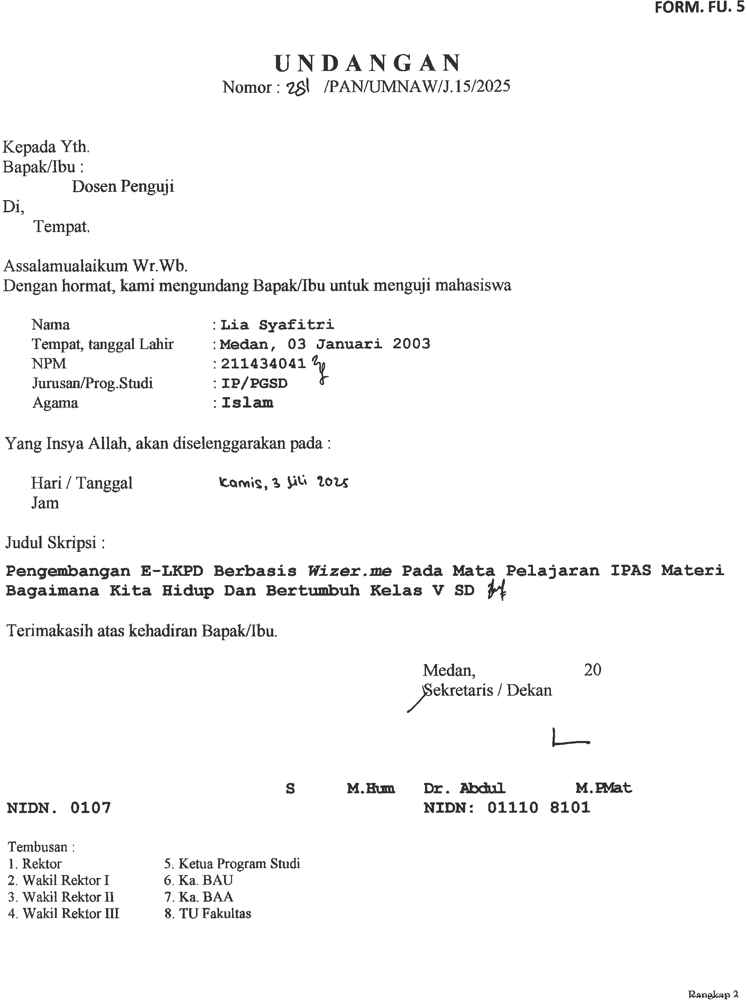 FORM. FU. 5
UNDANGAN
Nomor : 281 /PAN/UMNAW/J.15/2025
Kepada Yth.
Bapak/Ibu :
Dosen Penguji
Di,
Tempat.
Assalamualaikum Wr.Wb.
Dengan hormat, kami mengundang Bapak/Ibu untuk menguji mahasiswa
Nama : Lia Syafitri
Tempat, tanggal Lahir : Medan, 03 Januari 2003
NPM : 211434041
Jurusan/Prog.Studi : IP/PGSD
Agama : Islam
Yang Insya Allah, akan diselenggarakan pada :
Hari / Tanggal Kamis, 3 Juli 2025
Jam
Judul Skripsi :
Pengembangan E-LKPD Berbasis Wizer.me Pada Mata Pelajaran IPAS Materi
Bagaimana Kita Hidup Dan Bertumbuh Kelas V SD
Terimakasih atas kehadiran Bapak/Ibu.
Medan, 20
Sekretaris / Dekan
S M.Hum Dr. Abdul M.PMat
NIDN. 0107 NIDN: 01110 8101
Tembusan :
1. Rektor 5. Ketua Program Studi
2. Wakil Rektor I 6. Ka. BAU
3. Wakil Rektor II 7. Ka. BAA
4. Wakil Rektor III 8. TU Fakultas
Rangkap 2